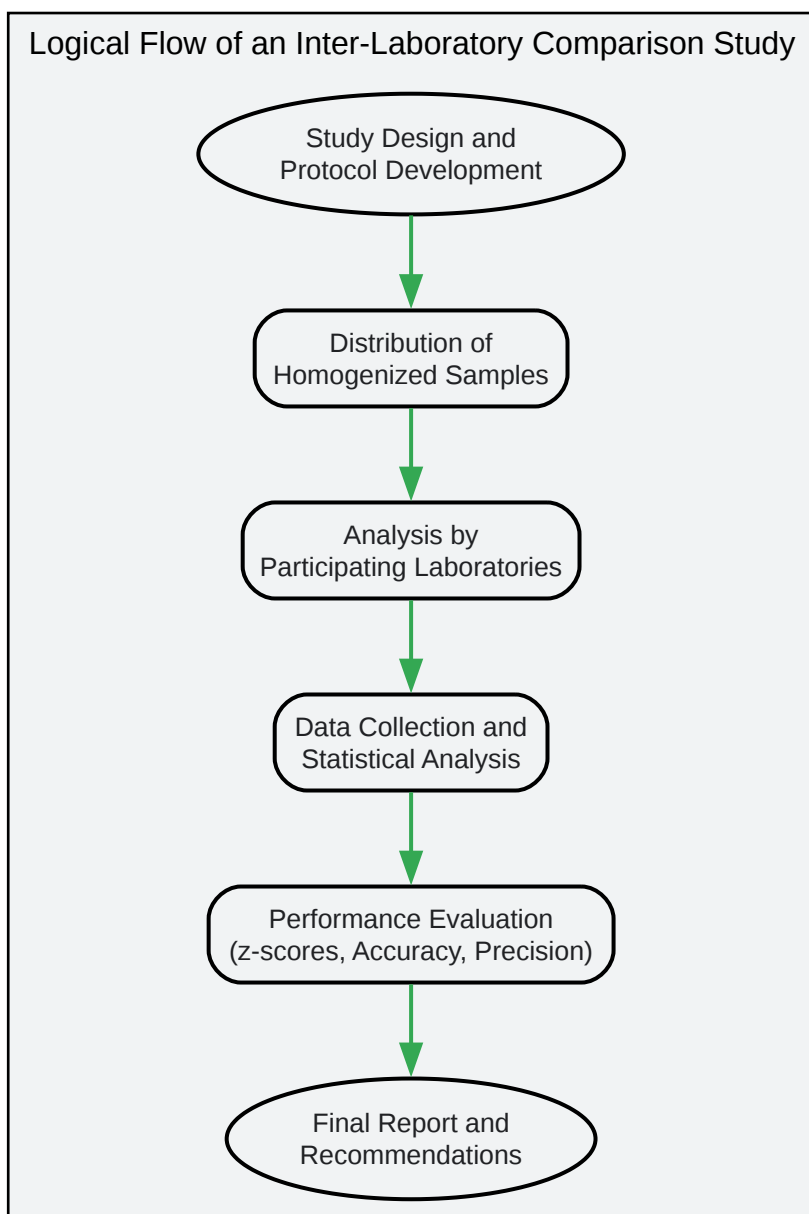 Logical Flow of an Inter-Laboratory Comparison Study
Study Design and
Protocol Development
Distribution of
Homogenized Samples
Analysis by
Participating Laboratories
Data Collection and
Statistical Analysis
Performance Evaluation
(z-scores, Accuracy, Precision)
Final Report and
Recommendations